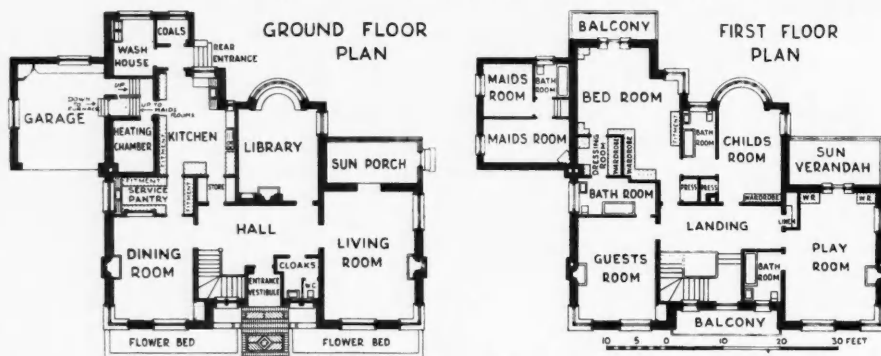 GROUND FLOOR
PLAN
COALS
WASH
HOUSE
REAR
ENTRANCE
UP
DOWN
TO
FURNACE
UP TO
MAIDS
ROOMS
GARAGE
HEATING
CHAMBER
FITMENT
KITCHEN
LIBRARY
SUN PORCH
FITMENT
SERVICE
PANTRY
FITMENT
STORE
HALL
DINING
ROOM
LIVING
ROOM
CLOAKS
W.C.
ENTRANCE
VESTIBULE
FLOWER BED
FLOWER BED
FIRST FLOOR
PLAN
BALCONY
MAIDS
ROOM
BATH
ROOM
BED ROOM
MAIDS ROOM
DRESSING
ROOM
WARDROBE
WARDROBE
FITMENT
BATH
ROOM
CHILDS
ROOM
SUN
VERANDAH
BATH ROOM
PRESS
PRESS
WARDROBE
LINEN
WR
WR
LANDING
GUESTS
ROOM
PLAY
ROOM
BATH
ROOM
BALCONY
10 5 0 10 20 30 FEET